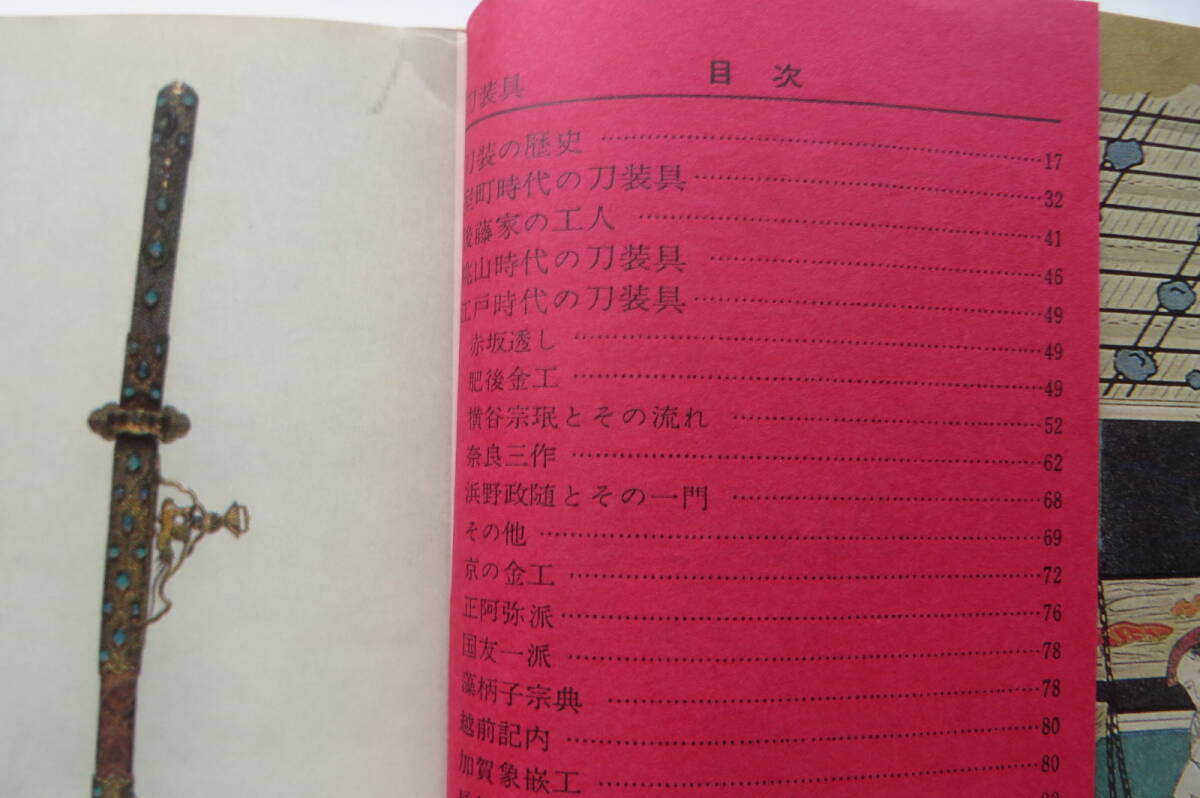 目次
刀装具
刀装の歴史 17
室町時代の刀装具 32
後藤家の工人 41
桃山時代の刀装具 46
江戸時代の刀装具 49
赤坂透し 49
肥後金工 49
横谷宗珉とその流れ 52
奈良三作 62
浜野政随とその一門 68
その他 69
京の金工 72
正阿弥派 76
国友一派 78
藻柄子宗典 78
越前記内 80
加賀象嵌工 80